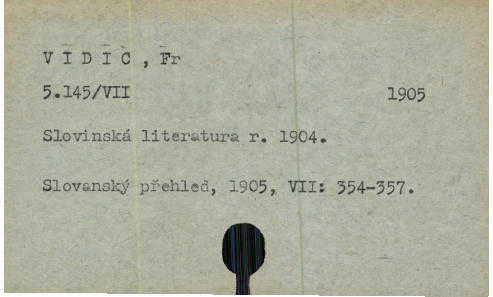 V I D I C , Fr
5.145/VII 1905
Slovinská literatura r. 1904.
Slovanský přehled, 1905, VII: 354-357.